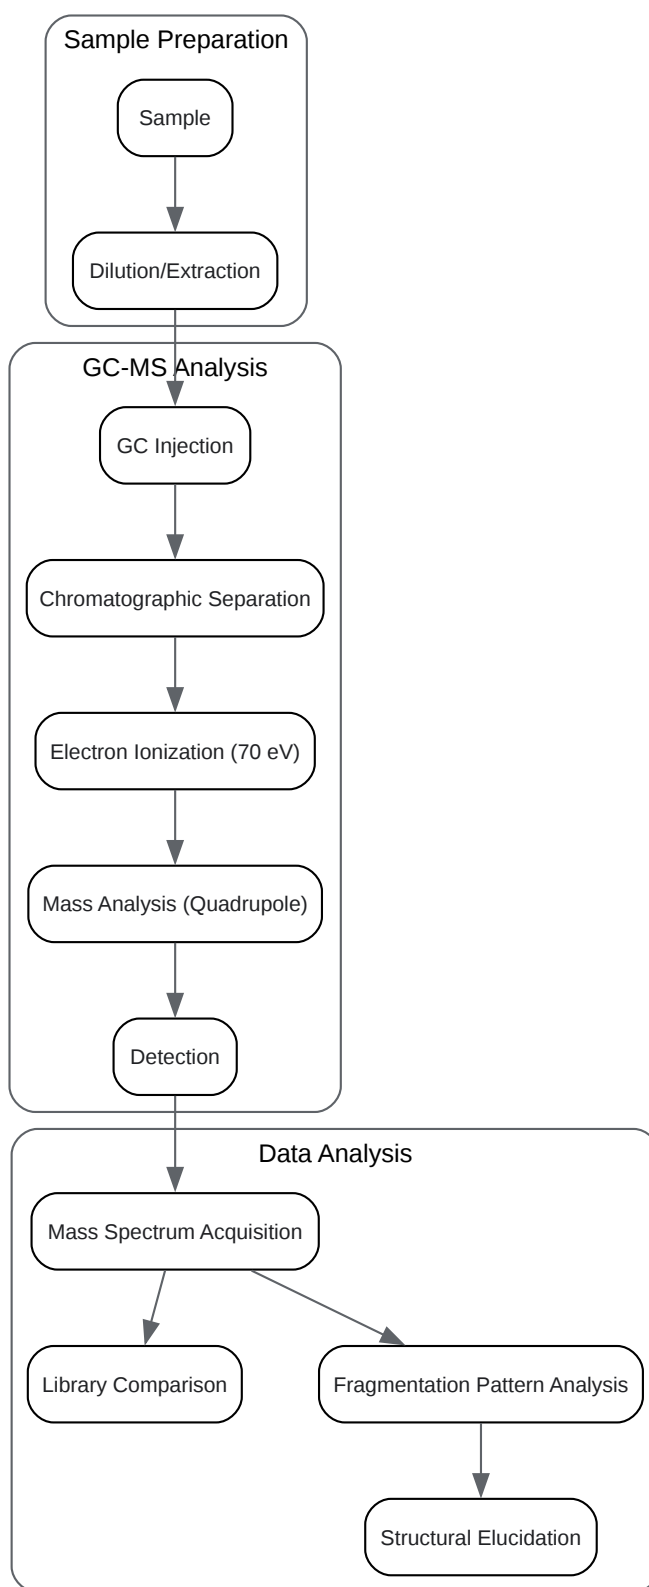 Sample Preparation
Sample
Dilution/Extraction
GC-MS Analysis
GC Injection
Chromatographic Separation
Electron Ionization (70 eV)
Mass Analysis (Quadrupole)
Detection
Data Analysis
Mass Spectrum Acquisition
Library Comparison
Fragmentation Pattern Analysis
Structural Elucidation